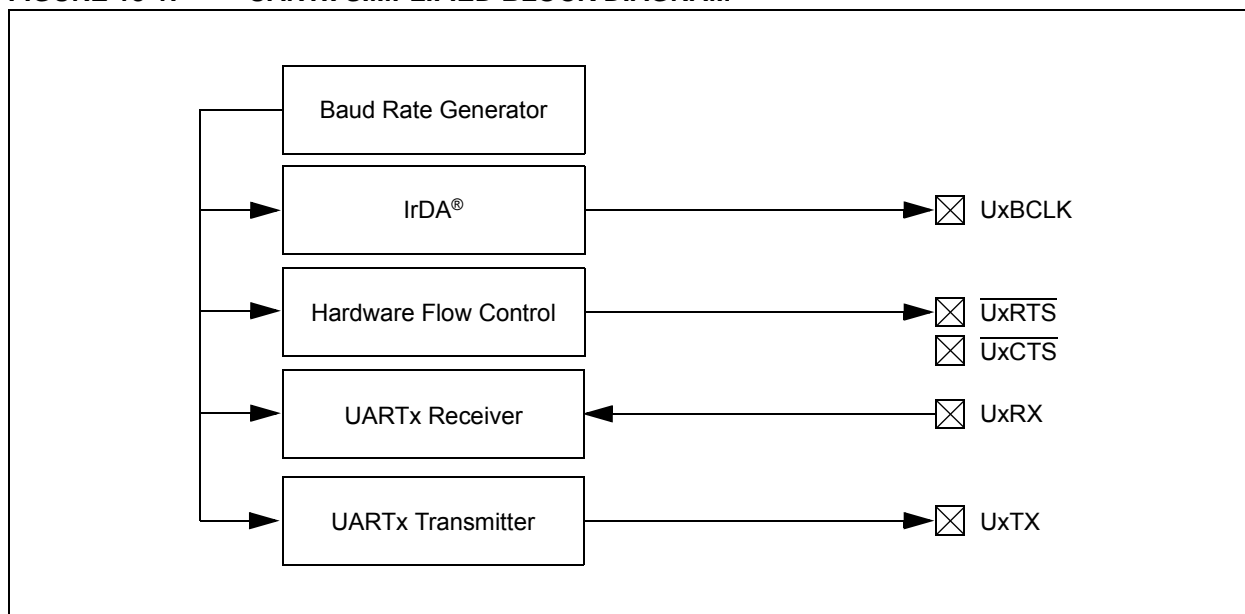 Baud Rate Generator
IrDA®
UxBCLK
Hardware Flow Control
UxRTS
UxCTS
UARTx Receiver
UxRX
UARTx Transmitter
UxTX